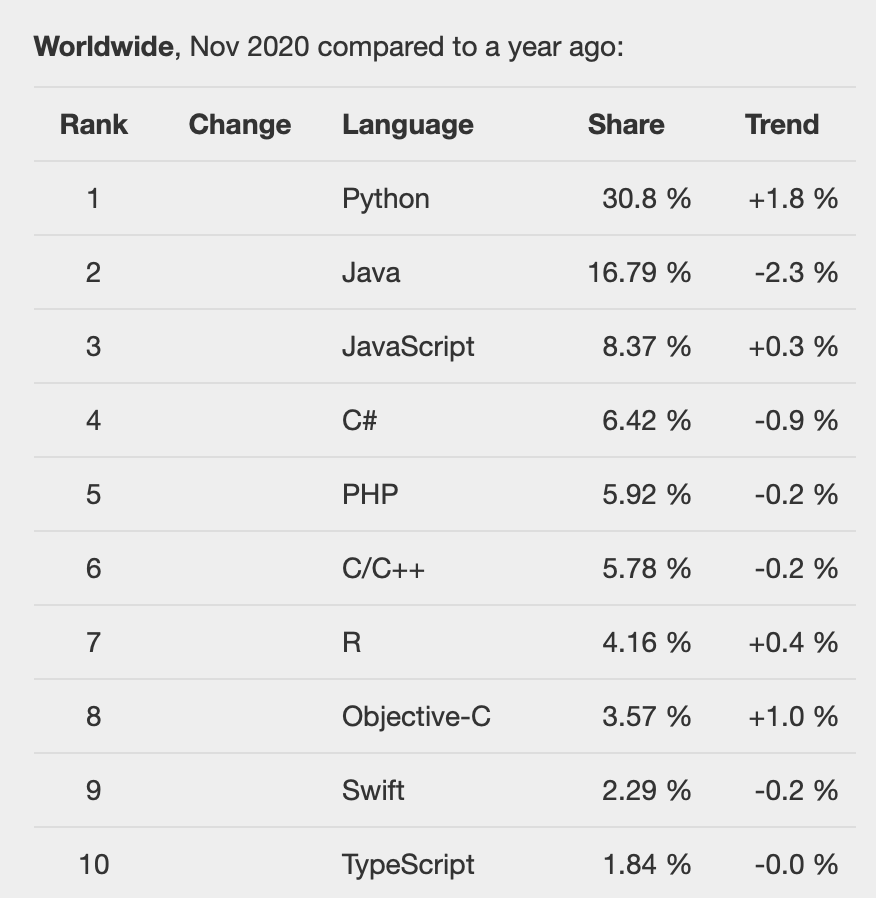 Worldwide, Nov 2020 compared to a year ago:
Rank Change Language Share Trend
1 Python 30.8 % +1.8 %
2 Java 16.79 % -2.3 %
3 JavaScript 8.37 % +0.3 %
4 C# 6.42 % -0.9 %
5 PHP 5.92 % -0.2 %
6 C/C++ 5.78 % -0.2 %
7 R 4.16 % +0.4 %
8 Objective-C 3.57 % +1.0 %
9 Swift 2.29 % -0.2 %
10 TypeScript 1.84 % -0.0 %